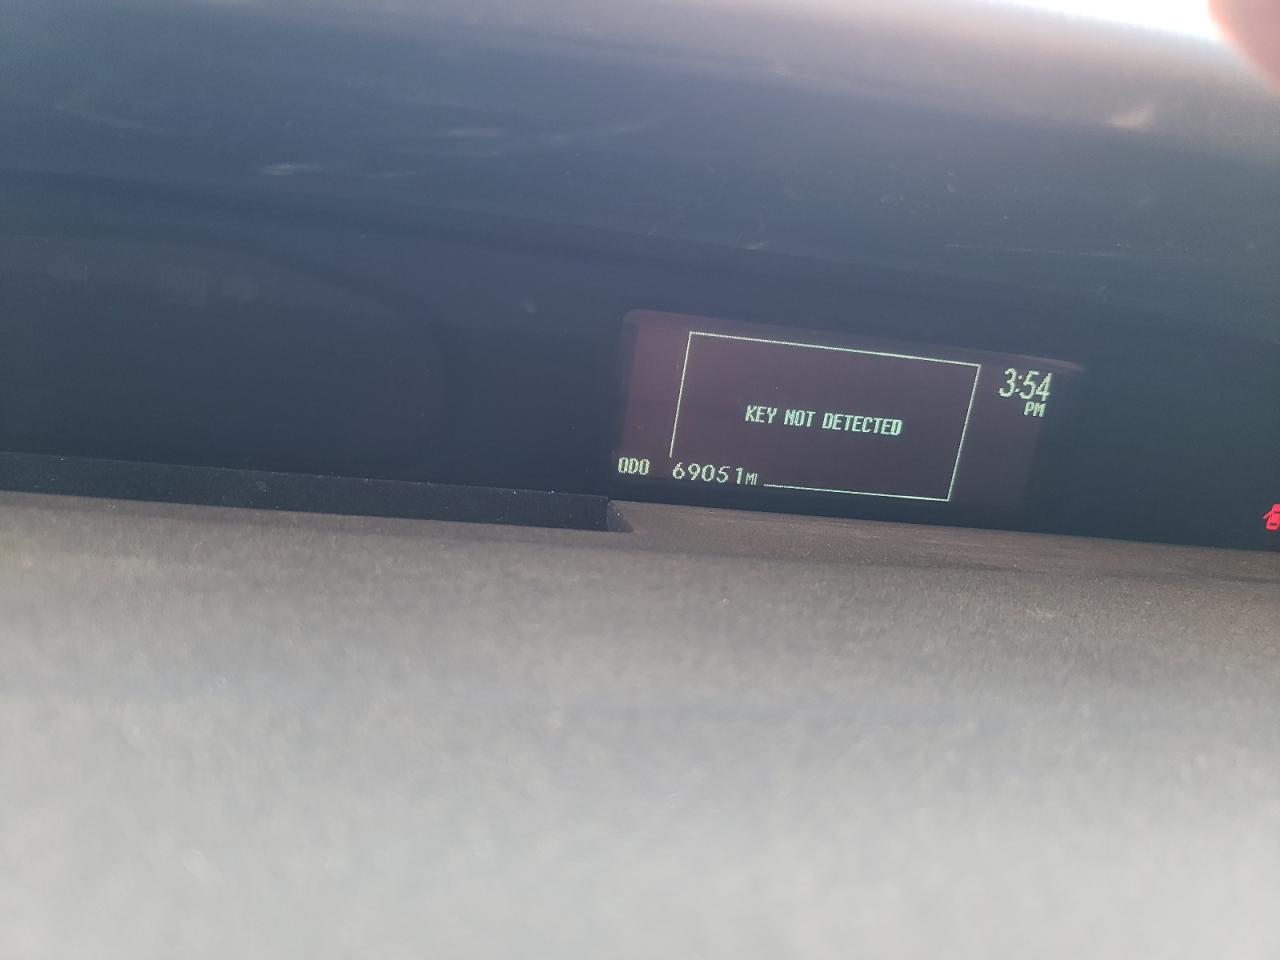 3:54
PM
KEY NOT DETECTED
ODO 69051MI